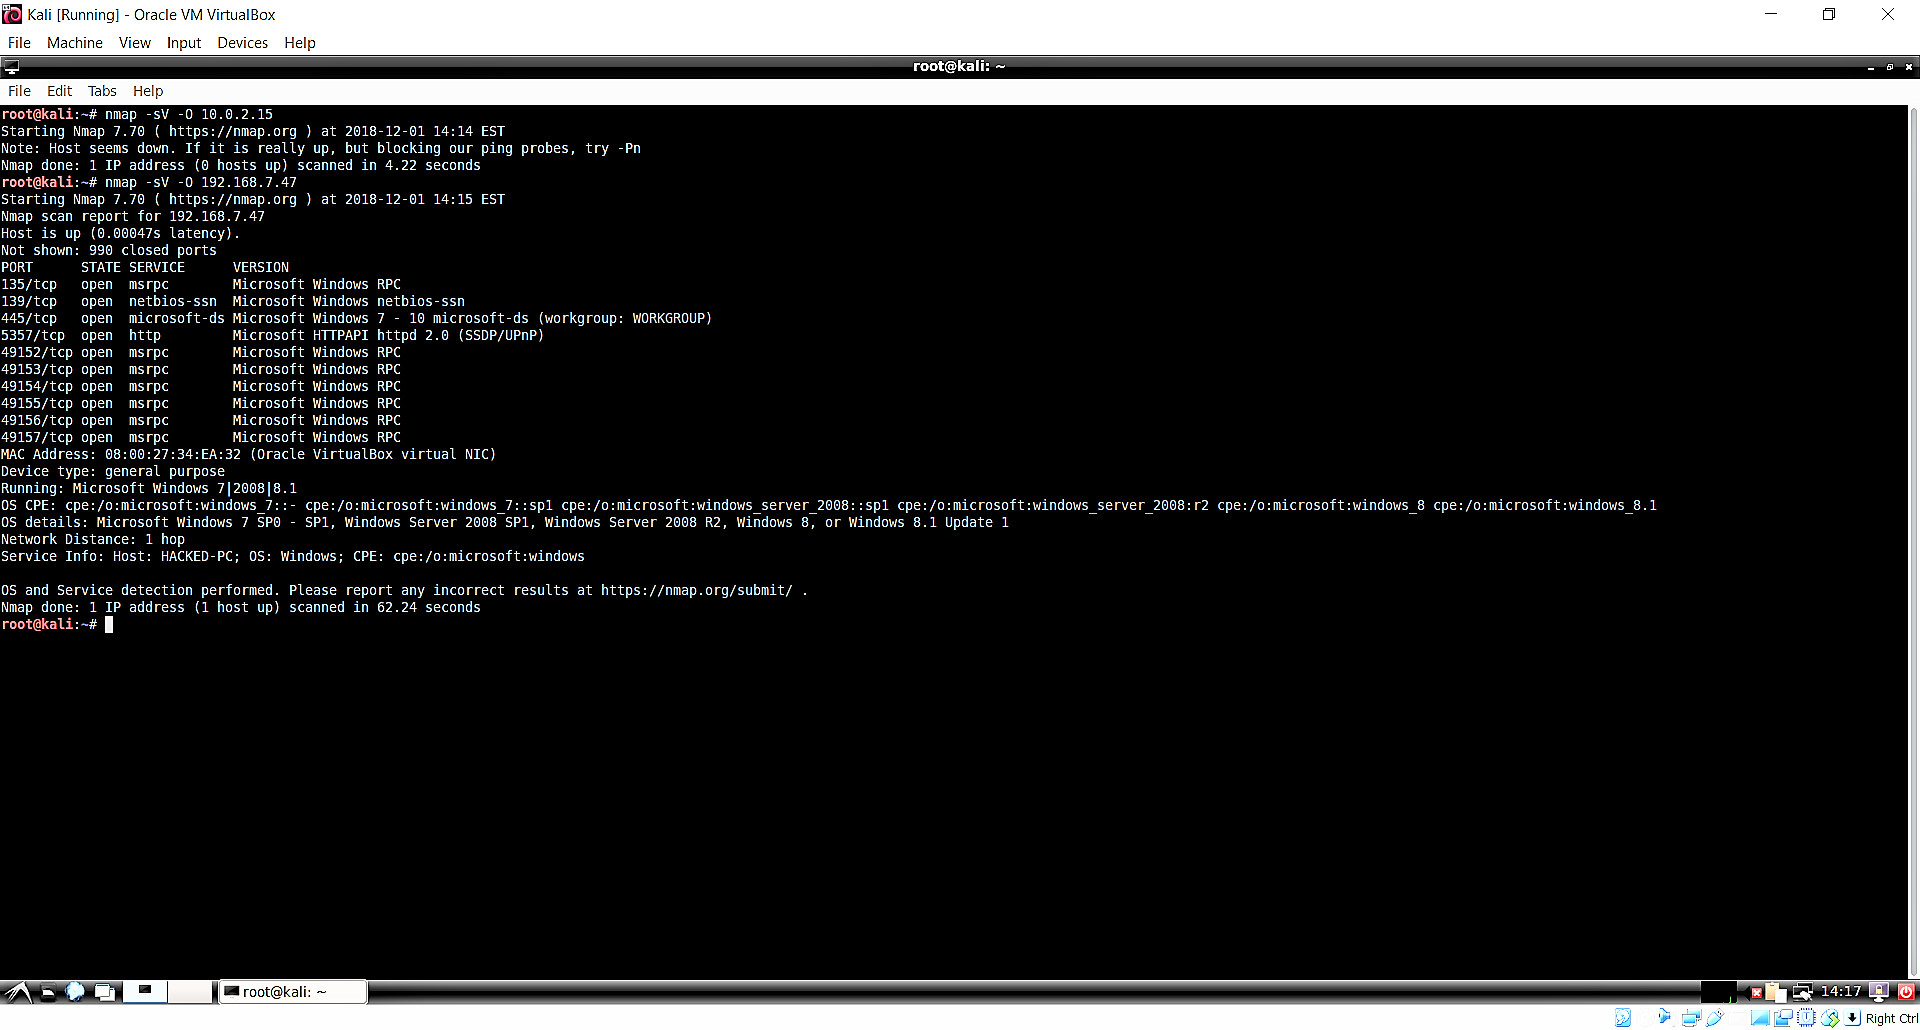 Kali [Running] - Oracle VM VirtualBox
File Machine View Input Devices Help
root@kali: ~
File Edit Tabs Help
root@kali:~# nmap -sV -O 10.0.2.15
Starting Nmap 7.70 ( https://nmap.org ) at 2018-12-01 14:14 EST
Note: Host seems down. If it is really up, but blocking our ping probes, try -Pn
Nmap done: 1 IP address (0 hosts up) scanned in 4.22 seconds
root@kali:~# nmap -sV -O 192.168.7.47
Starting Nmap 7.70 ( https://nmap.org ) at 2018-12-01 14:15 EST
Nmap scan report for 192.168.7.47
Host is up (0.00047s latency).
Not shown: 990 closed ports
PORT      STATE SERVICE      VERSION
135/tcp   open  msrpc        Microsoft Windows RPC
139/tcp   open  netbios-ssn  Microsoft Windows netbios-ssn
445/tcp   open  microsoft-ds Microsoft Windows 7 - 10 microsoft-ds (workgroup: WORKGROUP)
5357/tcp  open  http         Microsoft HTTPAPI httpd 2.0 (SSDP/UPnP)
49152/tcp open  msrpc        Microsoft Windows RPC
49153/tcp open  msrpc        Microsoft Windows RPC
49154/tcp open  msrpc        Microsoft Windows RPC
49155/tcp open  msrpc        Microsoft Windows RPC
49156/tcp open  msrpc        Microsoft Windows RPC
49157/tcp open  msrpc        Microsoft Windows RPC
MAC Address: 08:00:27:34:EA:32 (Oracle VirtualBox virtual NIC)
Device type: general purpose
Running: Microsoft Windows 7|2008|8.1
OS CPE: cpe:/o:microsoft:windows_7::- cpe:/o:microsoft:windows_7::sp1 cpe:/o:microsoft:windows_server_2008::sp1 cpe:/o:microsoft:windows_server_2008:r2 cpe:/o:microsoft:windows_8 cpe:/o:microsoft:windows_8.1
OS details: Microsoft Windows 7 SP0 - SP1, Windows Server 2008 SP1, Windows Server 2008 R2, Windows 8, or Windows 8.1 Update 1
Network Distance: 1 hop
Service Info: Host: HACKED-PC; OS: Windows; CPE: cpe:/o:microsoft:windows
OS and Service detection performed. Please report any incorrect results at https://nmap.org/submit/ .
Nmap done: 1 IP address (1 host up) scanned in 62.24 seconds
root@kali:~#
root@kali: ~
14:17
Right Ctrl